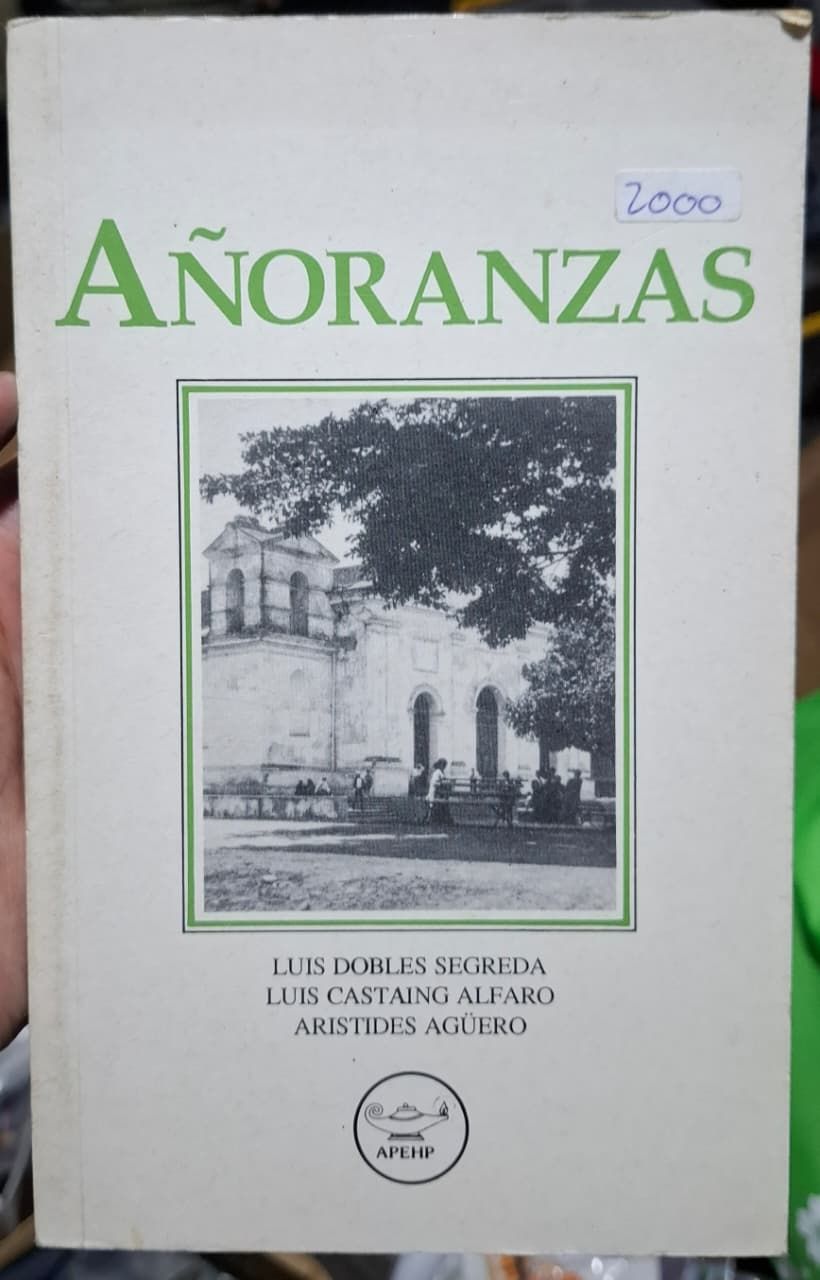 2000
AÑORANZAS
LUIS DOBLES SEGREDA
LUIS CASTAING ALFARO
ARISTIDES AGÜERO
APEHP